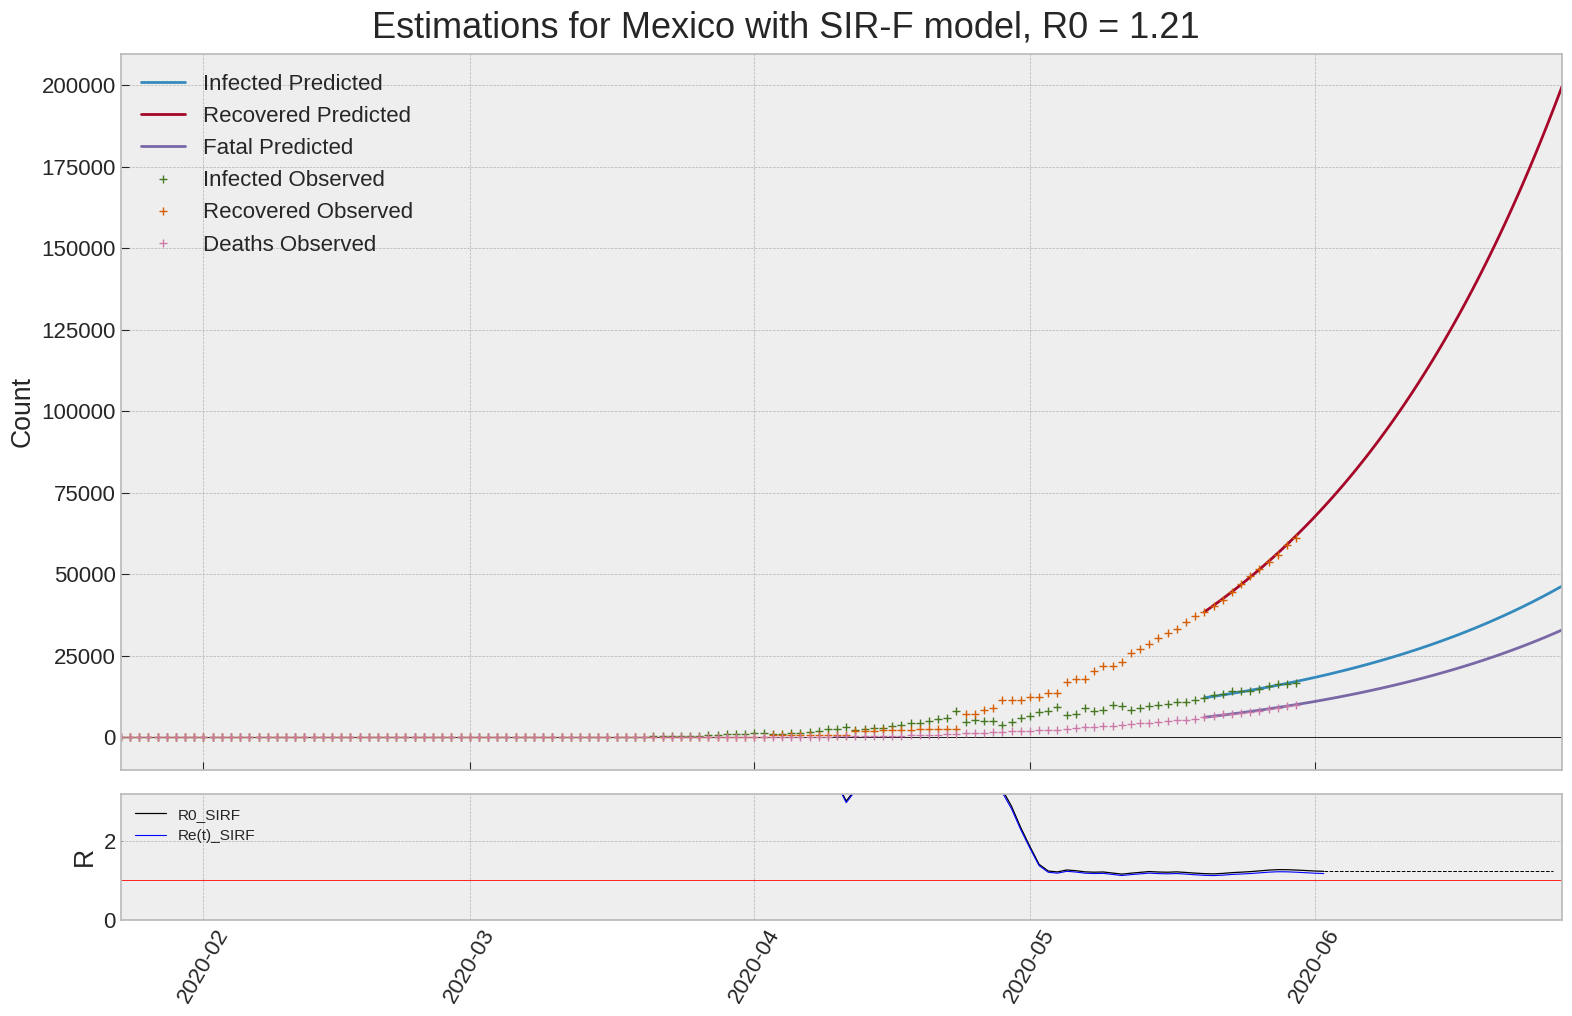 Estimations for Mexico with SIR-F model, R0 = 1.21
Infected Predicted
Recovered Predicted
Fatal Predicted
Infected Observed
Recovered Observed
Deaths Observed
200000
175000
150000
125000
100000
75000
50000
25000
0
Count
R0_SIRF
Re(t)_SIRF
2
0
R
2020-02
2020-03
2020-04
2020-05
2020-06